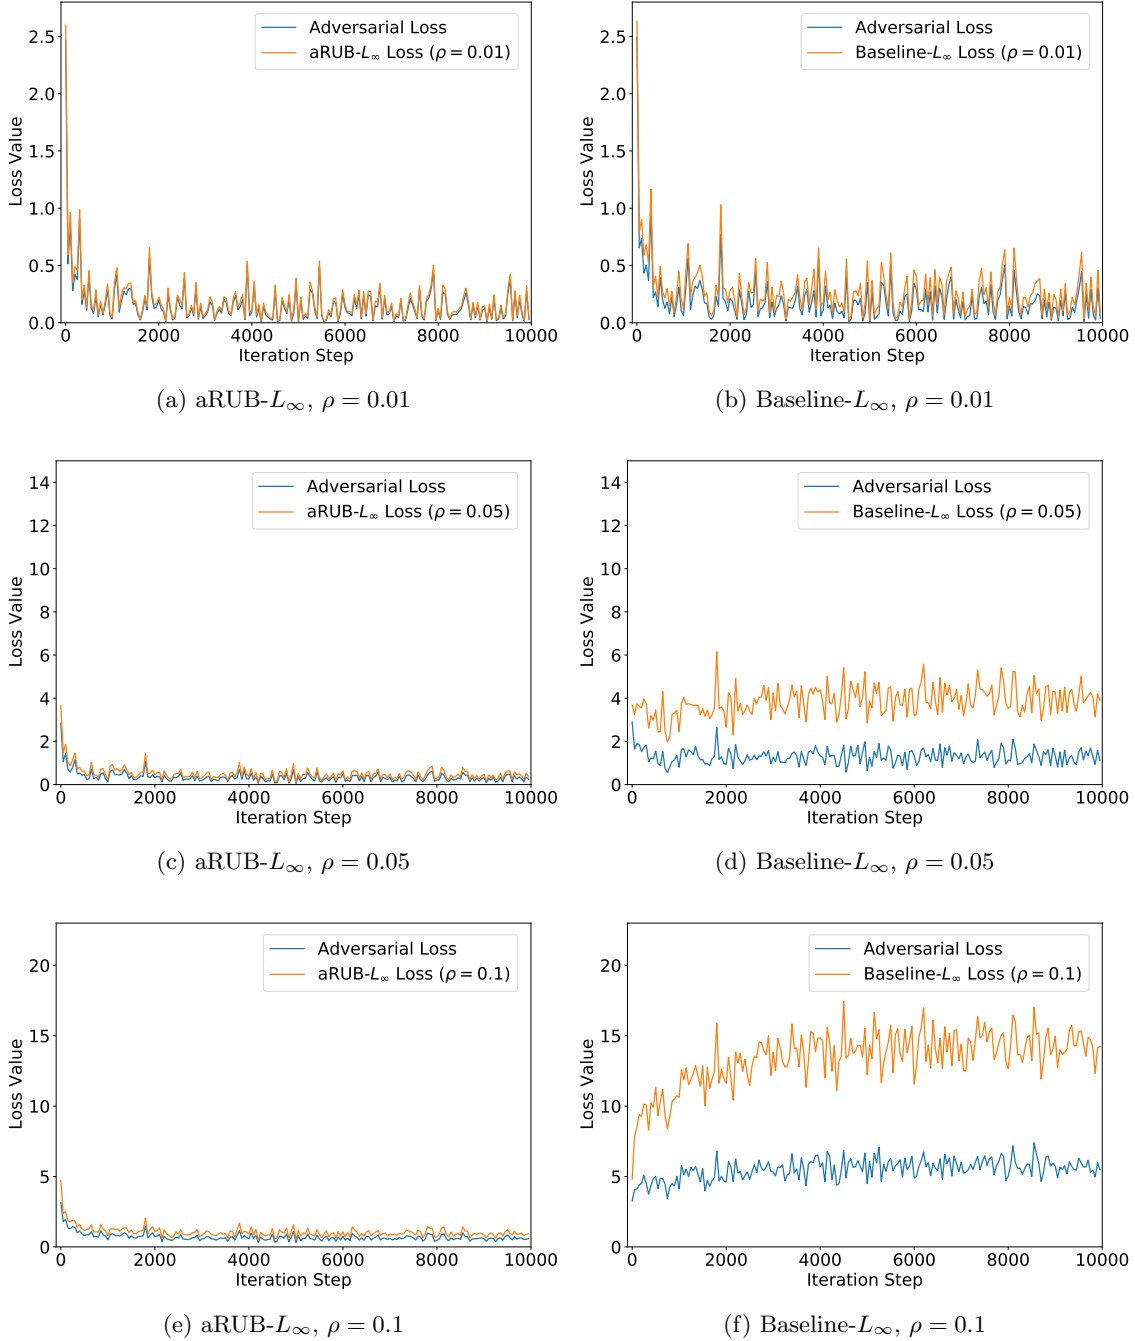 Adversarial Loss
aRUB-L∞ Loss (ρ = 0.01)
Loss Value
2.5
2.0
1.5
1.0
0.5
0.0
0 2000 4000 6000 8000 10000
Iteration Step
(a) aRUB-L∞, ρ = 0.01
Adversarial Loss
Baseline-L∞ Loss (ρ = 0.01)
Loss Value
2.5
2.0
1.5
1.0
0.5
0.0
0 2000 4000 6000 8000 10000
Iteration Step
(b) Baseline-L∞, ρ = 0.01
Adversarial Loss
aRUB-L∞ Loss (ρ = 0.05)
Loss Value
14
12
10
8
6
4
2
0
0 2000 4000 6000 8000 10000
Iteration Step
(c) aRUB-L∞, ρ = 0.05
Adversarial Loss
Baseline-L∞ Loss (ρ = 0.05)
Loss Value
14
12
10
8
6
4
2
0
0 2000 4000 6000 8000 10000
Iteration Step
(d) Baseline-L∞, ρ = 0.05
Adversarial Loss
aRUB-L∞ Loss (ρ = 0.1)
Loss Value
20
15
10
5
0
0 2000 4000 6000 8000 10000
Iteration Step
(e) aRUB-L∞, ρ = 0.1
Adversarial Loss
Baseline-L∞ Loss (ρ = 0.1)
Loss Value
20
15
10
5
0
0 2000 4000 6000 8000 10000
Iteration Step
(f) Baseline-L∞, ρ = 0.1